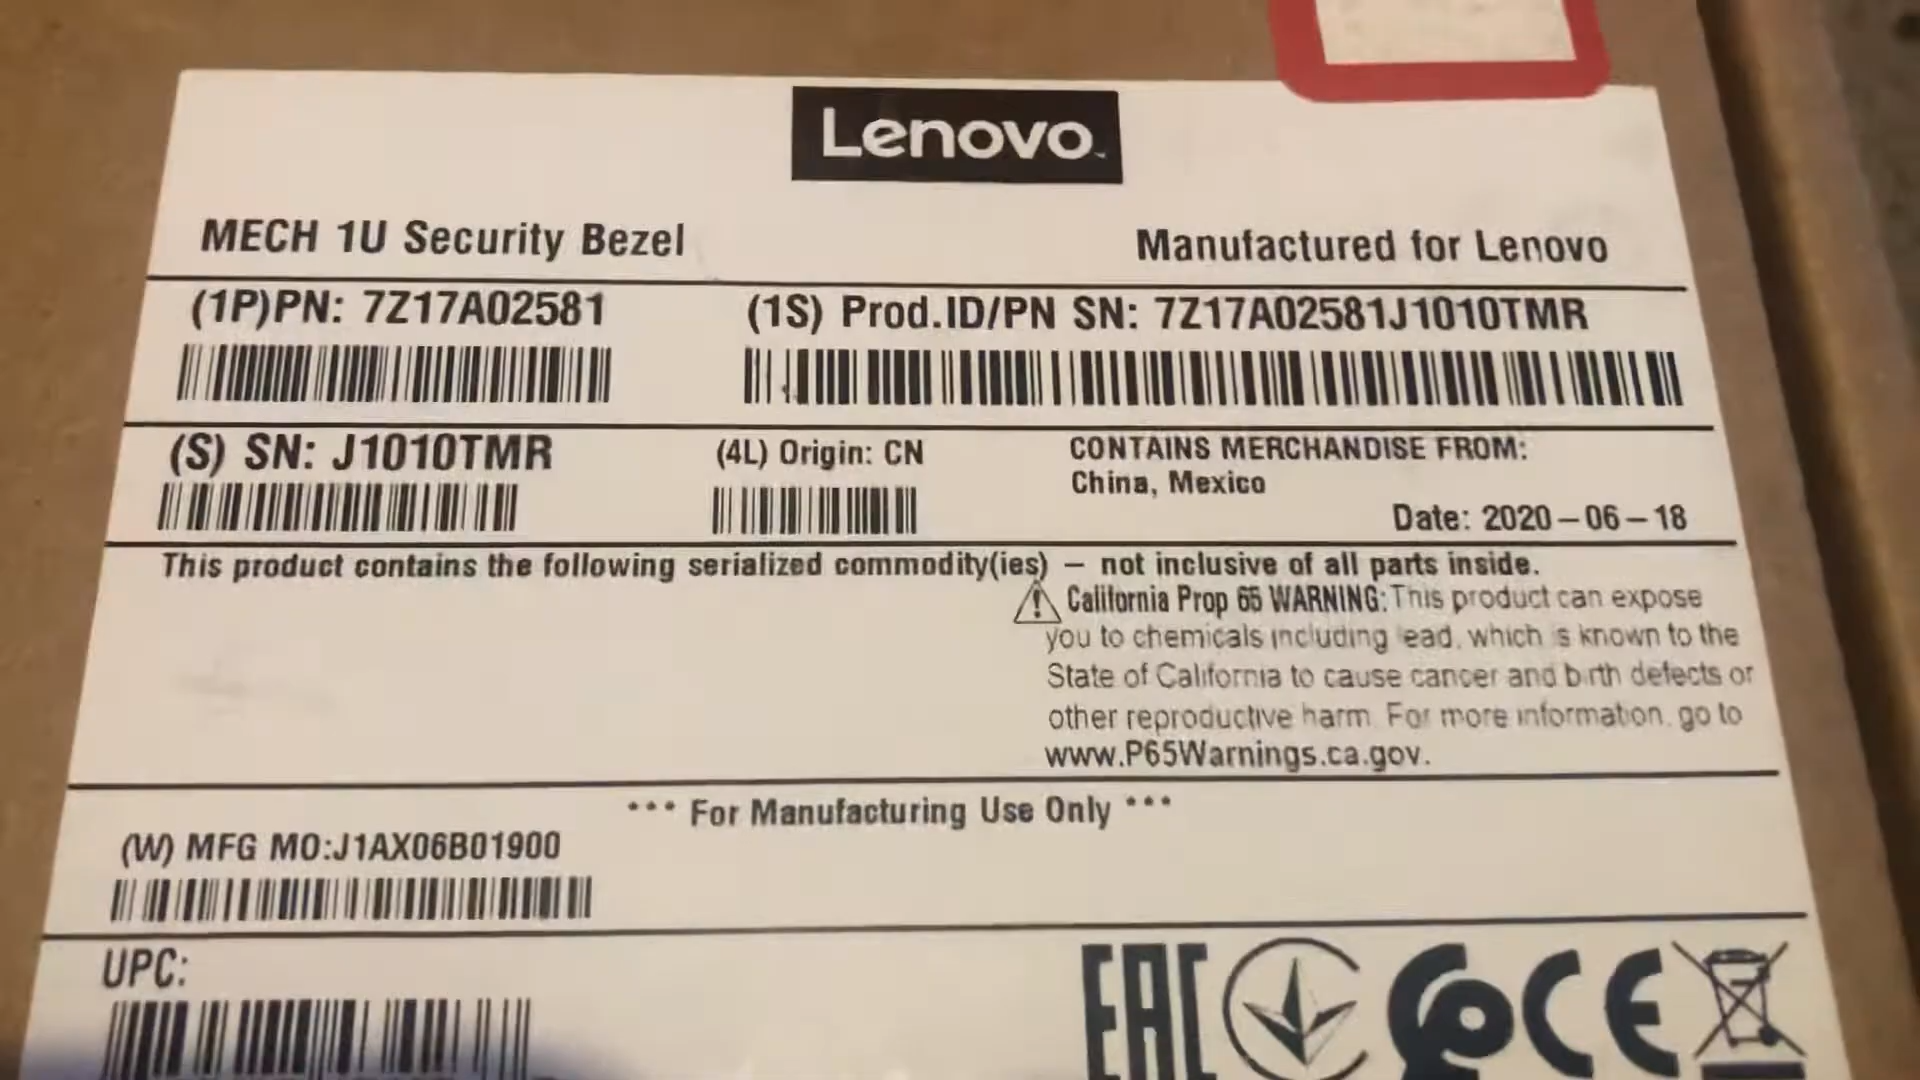 Lenovo
MECH 1U Security Bezel
Manufactured for Lenovo
(1P)PN: 7Z17A02581
(1S) Prod.ID/PN SN: 7Z17A02581J1010TMR
(S) SN: J1010TMR
(4L) Origin: CN
CONTAINS MERCHANDISE FROM:
China, Mexico
Date: 2020-06-18
This product contains the following serialized commodity(ies) – not inclusive of all parts inside.
California Prop 65 WARNING: This product can expose
you to chemicals including lead, which is known to the
State of California to cause cancer and birth defects or
other reproductive harm. For more information, go to
www.P65Warnings.ca.gov.
*** For Manufacturing Use Only ***
(W) MFG MO:J1AX06B01900
UPC:
EAC
CE